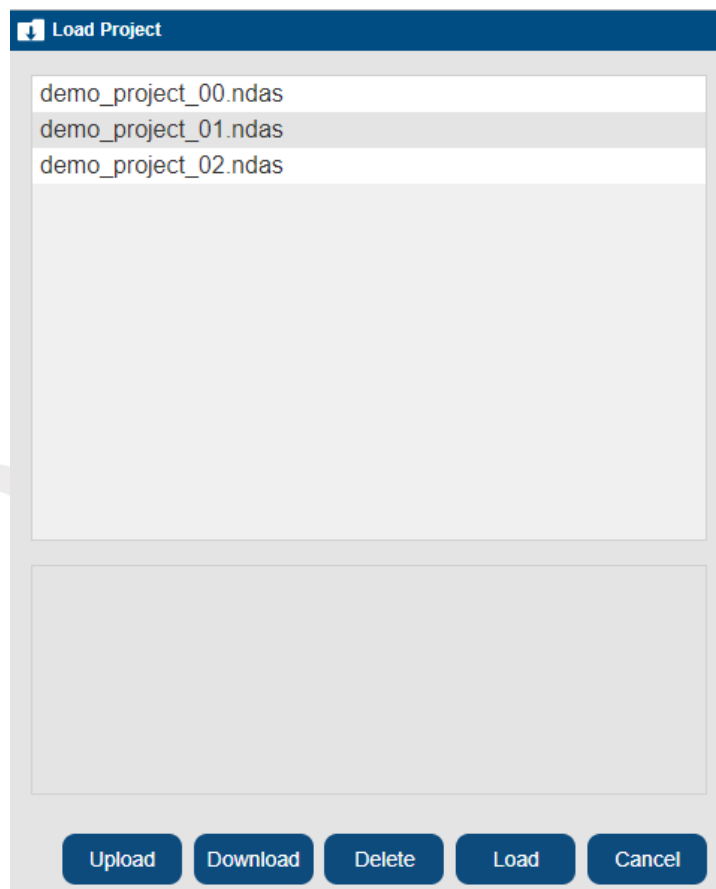 Load Project
demo_project_00.ndas
demo_project_01.ndas
demo_project_02.ndas
Upload Download Delete Load Cancel